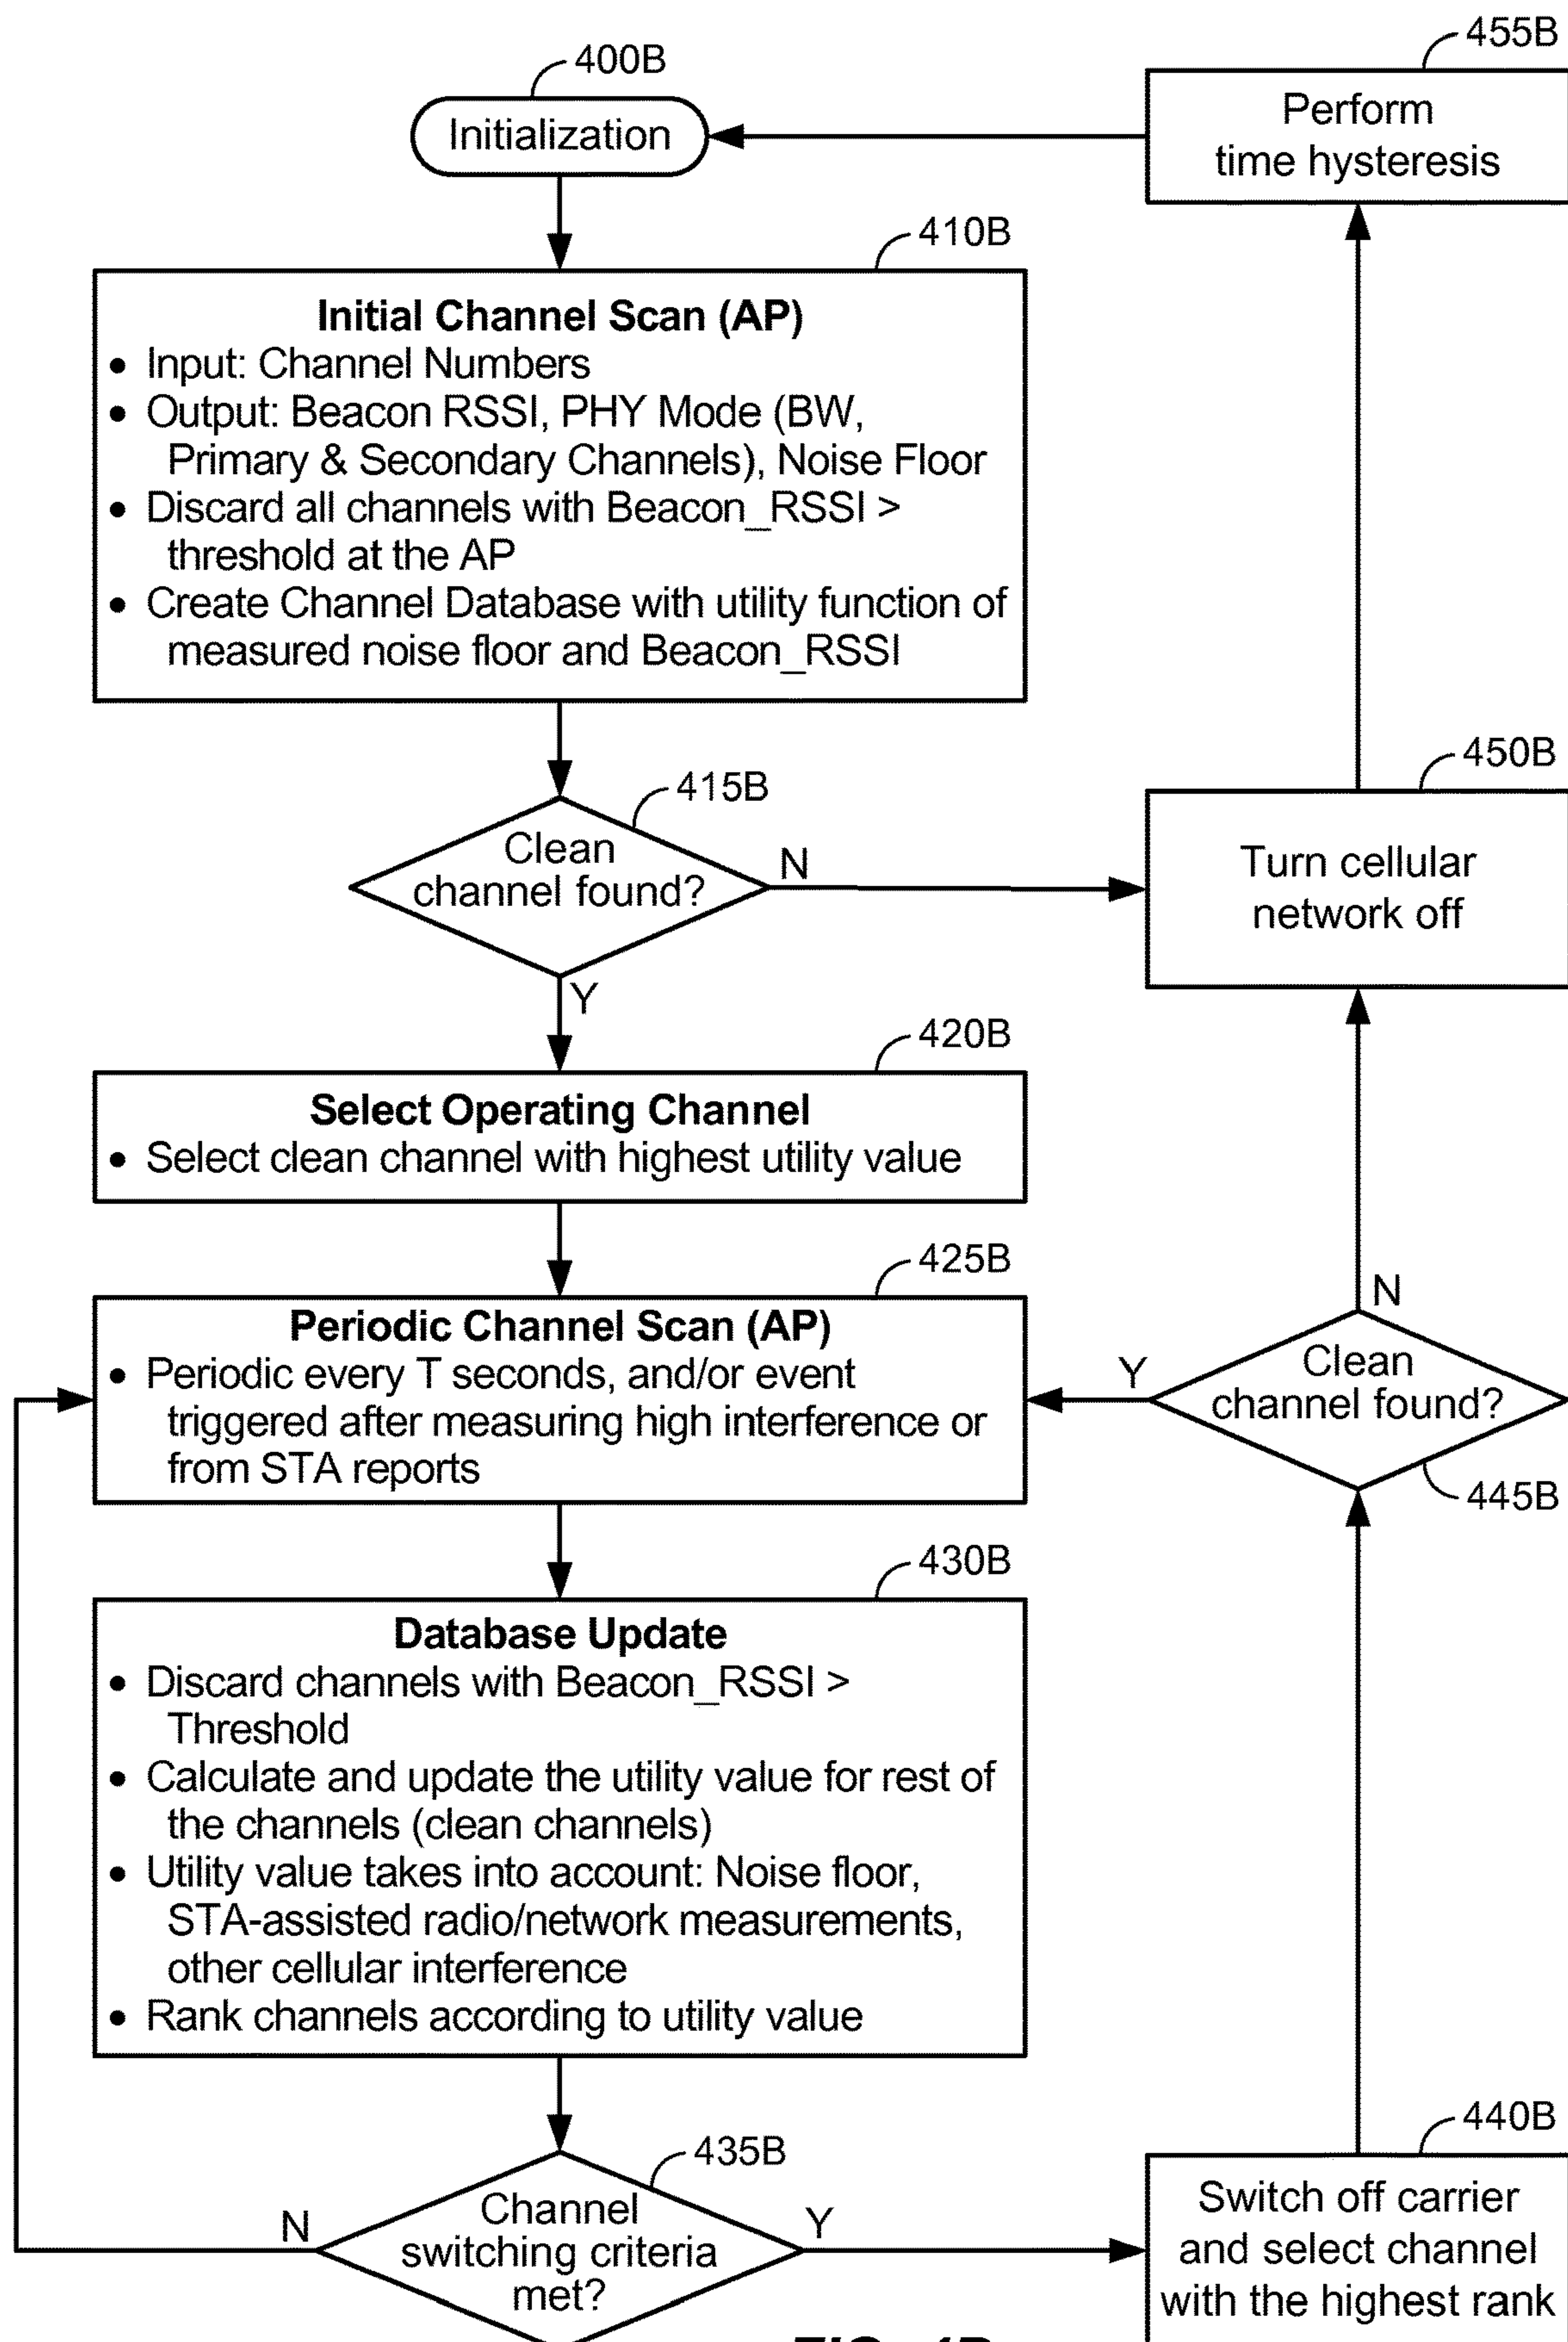 400B
Initialization
455B
Perform
time hysteresis
410B
Initial Channel Scan (AP)
• Input: Channel Numbers
• Output: Beacon RSSI, PHY Mode (BW,
Primary & Secondary Channels), Noise Floor
• Discard all channels with Beacon_RSSI >
threshold at the AP
• Create Channel Database with utility function of
measured noise floor and Beacon_RSSI
415B
Clean
channel found?
N
Y
450B
Turn cellular
network off
420B
Select Operating Channel
• Select clean channel with highest utility value
425B
Periodic Channel Scan (AP)
• Periodic every T seconds, and/or event
triggered after measuring high interference or
from STA reports
N
Y
Clean
channel found?
445B
430B
Database Update
• Discard channels with Beacon_RSSI >
Threshold
• Calculate and update the utility value for rest of
the channels (clean channels)
• Utility value takes into account: Noise floor,
STA-assisted radio/network measurements,
other cellular interference
• Rank channels according to utility value
435B
N
Channel
switching criteria
met?
Y
440B
Switch off carrier
and select channel
with the highest rank